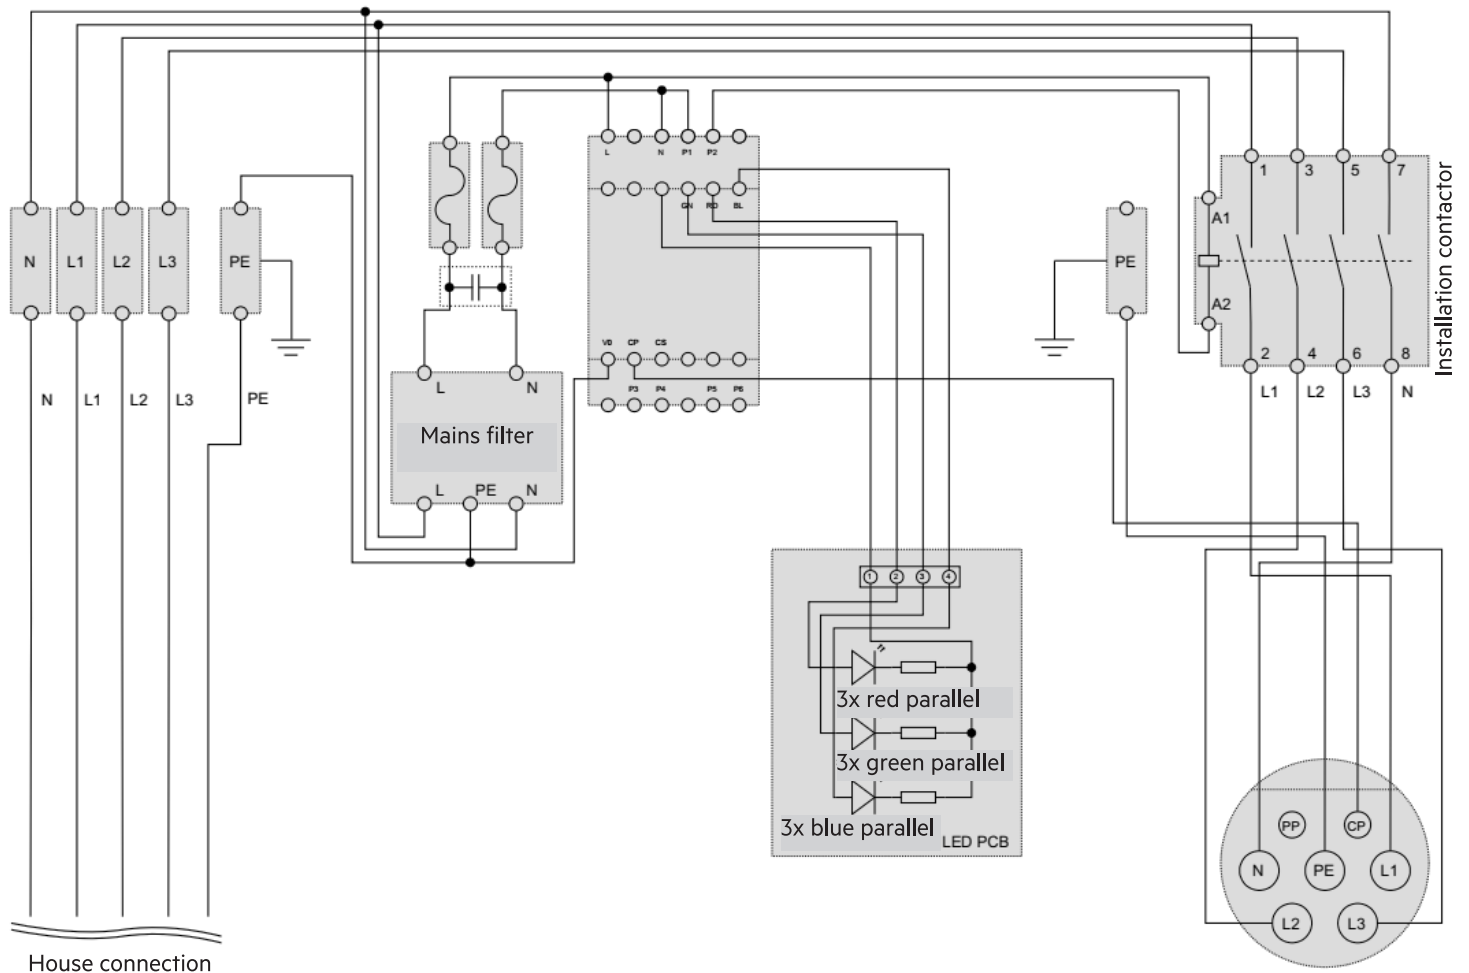 L N P1 P2
1 3 5 7
Installation contactor
GN RD BL
A1
N L1 L2 L3 PE
PE
A2
V0 CP CS
2 4 6 8
L N
P3 P4 P5 P6
N L1 L2 L3 PE
L1 L2 L3 N
Mains filter
L PE N
1 2 3 4
3x red parallel
3x green parallel
3x blue parallel
LED PCB
PP CP
N PE L1
L2 L3
House connection